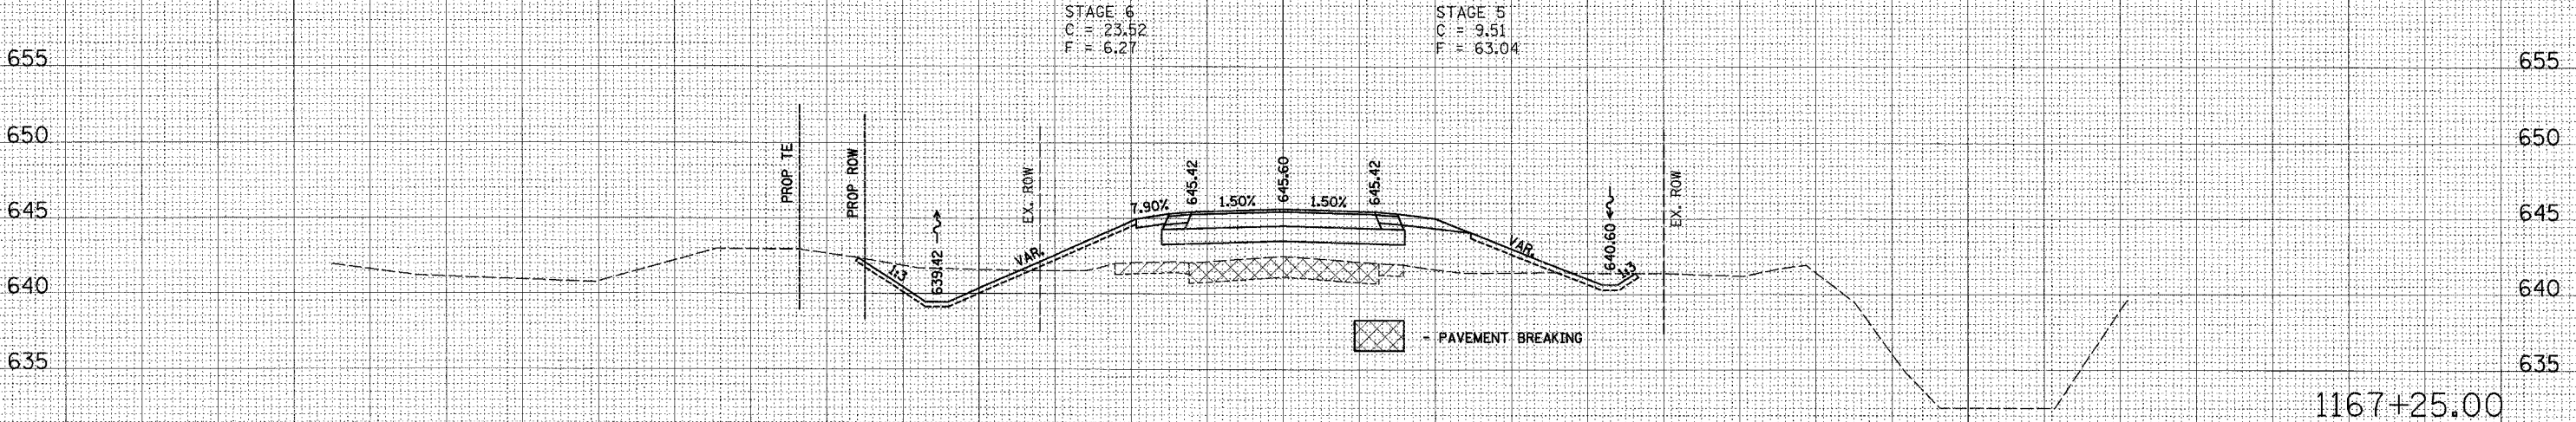 STAGE 6
C = 23.52
F = 6.27
STAGE 5
C = 9.51
F = 63.04
655
655
650
650
PROP TE
PROP ROW
EX. ROW
645.42
645.60
645.42
EX. ROW
7.90%
1.50%
1.50%
645
645
1:3
639.42
VAR.
VAR.
640.60
1:3
640
640
- PAVEMENT BREAKING
635
635
1167+25.00